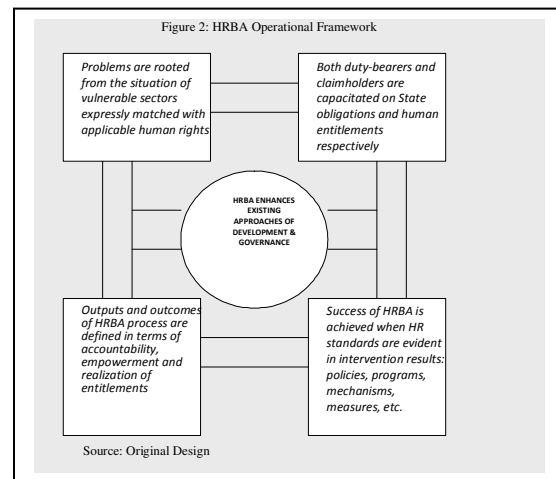 Figure 2: HRBA Operational Framework
Problems are rooted
from the situation of
vulnerable sectors
expressly matched with
applicable human rights
Both duty-bearers and
claimholders are
capacitated on State
obligations and human
entitlements
respectively
HRBA ENHANCES
EXISTING
APPROACHES OF
DEVELOPMENT &
GOVERNANCE
Outputs and outcomes
of HRBA process are
defined in terms of
accountability,
empowerment and
realization of
entitlements
Success of HRBA is
achieved when HR
standards are evident
in intervention results:
policies, programs,
mechanisms,
measures, etc.
Source: Original Design